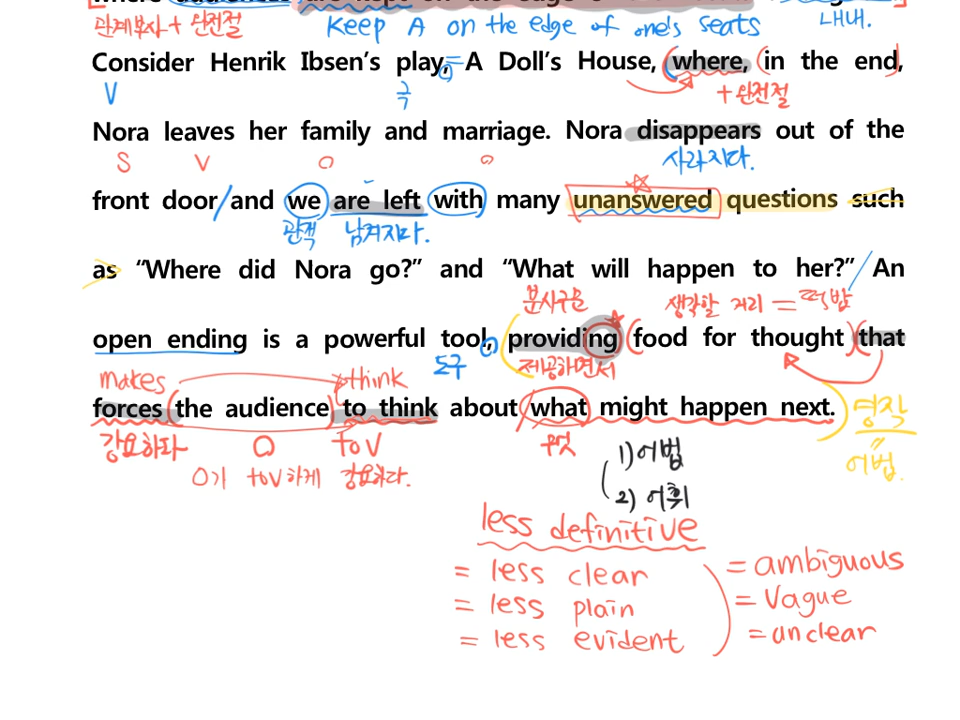 관계부사 + 완전절
Keep A on the edge of one's seats
내내.
Consider Henrik Ibsen's play, A Doll's House, (where, (in the end,)
V
극
+ 완전절
Nora leaves her family and marriage. Nora disappears out of the
S V O O
사라지다.
front door / and we are left with many unanswered questions such
관객 남겨지다.
as “Where did Nora go?” and “What will happen to her?” / An
분사구문
생각할 거리 = 떡밥
open ending is a powerful tool, (providing (food for thought) (that
도구
제공하면서
makes think
forces (the audience) to think about what might happen next.)
강요하다 O to V
무엇
영작
=
어법.
O가 to V하게 강요하다.
1) 어법
2) 어휘
less definitive
= less clear
= less plain
= less evident
= ambiguous
= Vague
= unclear